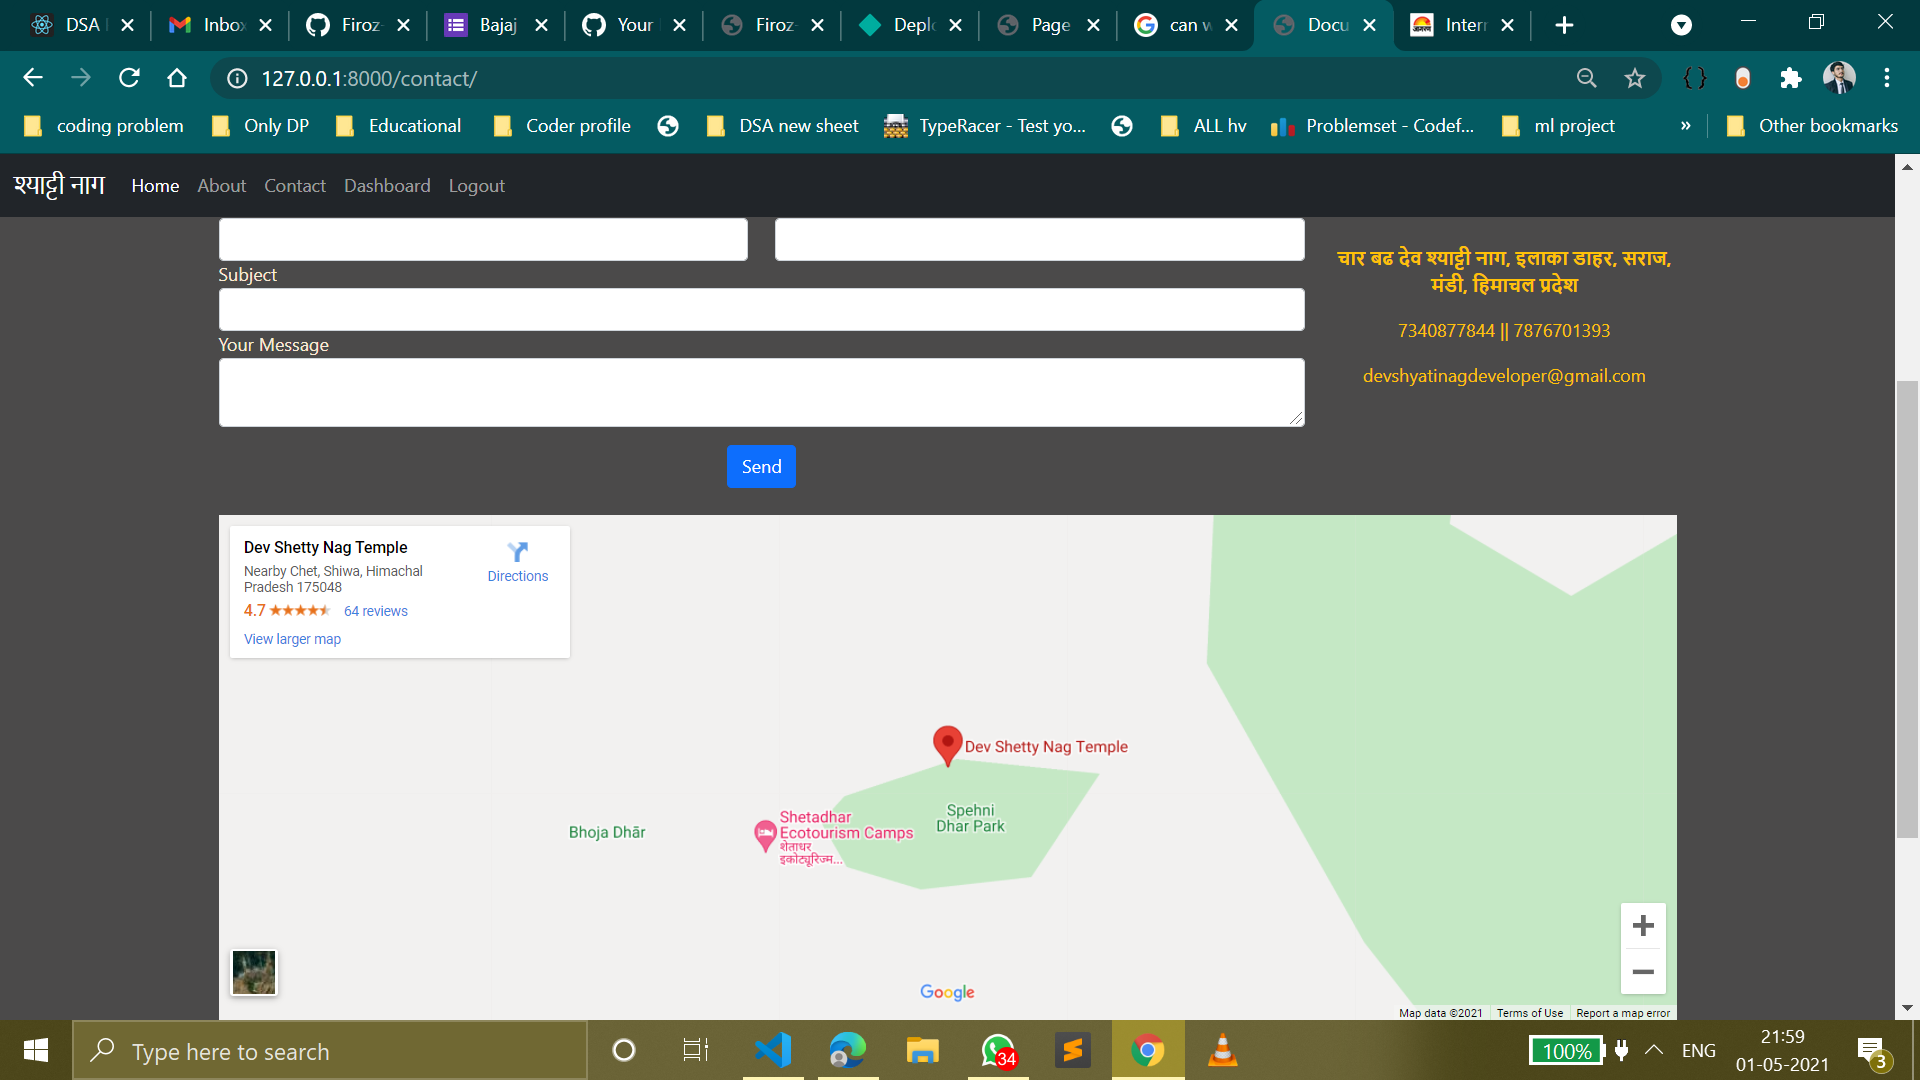 DSA
Inbox
Firoz-
Bajaj
Your
Firoz-
Deplo
Page
can w
Docu
Intern
127.0.0.1:8000/contact/
coding problem
Only DP
Educational
Coder profile
DSA new sheet
TypeRacer - Test yo...
ALL hv
Problemset - Codef...
ml project
»
Other bookmarks
श्याट्टी नाग Home About Contact Dashboard Logout
Subject
Your Message
Send
चार बढ देव श्याट्टी नाग, इलाका डाहर, सराज,
मंडी, हिमाचल प्रदेश
7340877844 || 7876701393
devshyatinagdeveloper@gmail.com
Dev Shetty Nag Temple
Nearby Chet, Shiwa, Himachal
Pradesh 175048
Directions
4.7 64 reviews
View larger map
Dev Shetty Nag Temple
Spehni
Dhar Park
Shetadhar
Ecotourism Camps
शेताधर
इकोट्यूरिज्म...
Bhoja Dhār
Google
Map data ©2021 Terms of Use Report a map error
Type here to search
34
100%
ENG
21:59
01-05-2021
3